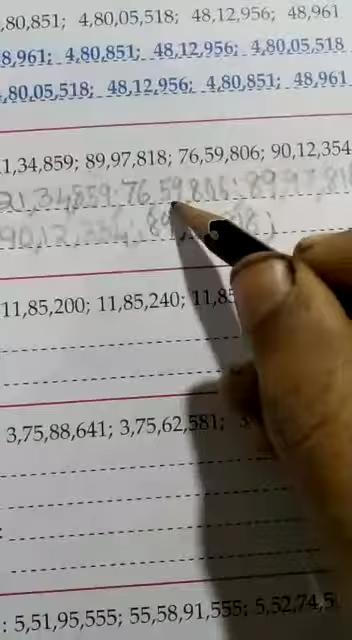 ,80,851; 4,80,05,518; 48,12,956; 48,961
8,961; 4,80,851; 48,12,956; 4,80,05,518
,80,05,518; 48,12,956; 4,80,851; 48,961
1,34,859; 89,97,818; 76,59,806; 90,12,354
21,34,859; 76,59,806; 89,97,818
90,12,354
11,85,200; 11,85,240; 11,85
3,75,88,641; 3,75,62,581; 3
: 5,51,95,555; 55,58,91,555; 5,52,74,5